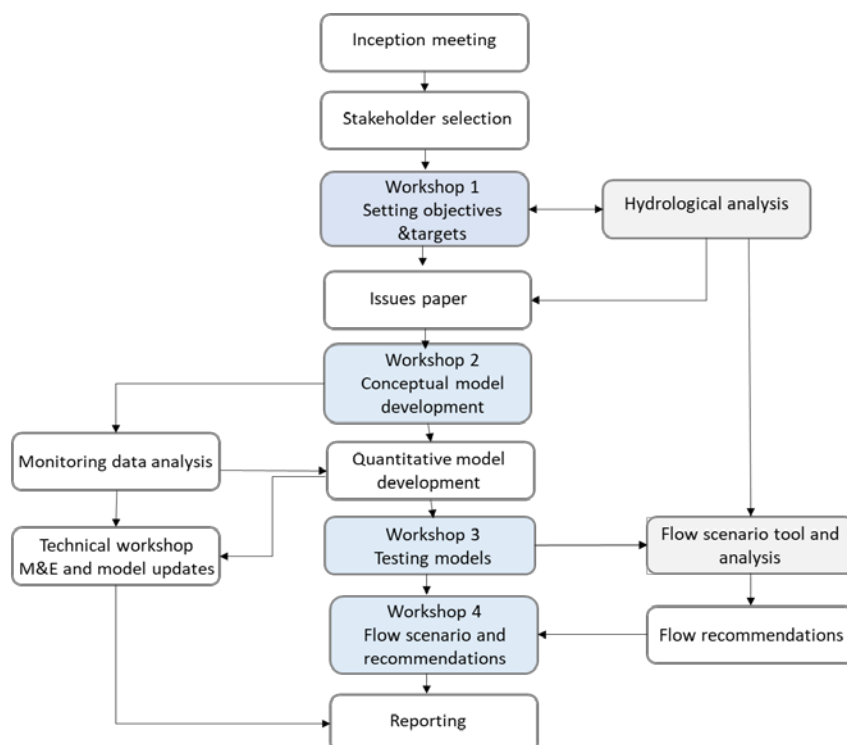 Inception meeting
Stakeholder selection
Workshop 1
Setting objectives
&targets
Hydrological analysis
Issues paper
Workshop 2
Conceptual model
development
Monitoring data analysis
Quantitative model
development
Technical workshop
M&E and model updates
Workshop 3
Testing models
Flow scenario tool and
analysis
Workshop 4
Flow scenario and
recommendations
Flow recommendations
Reporting